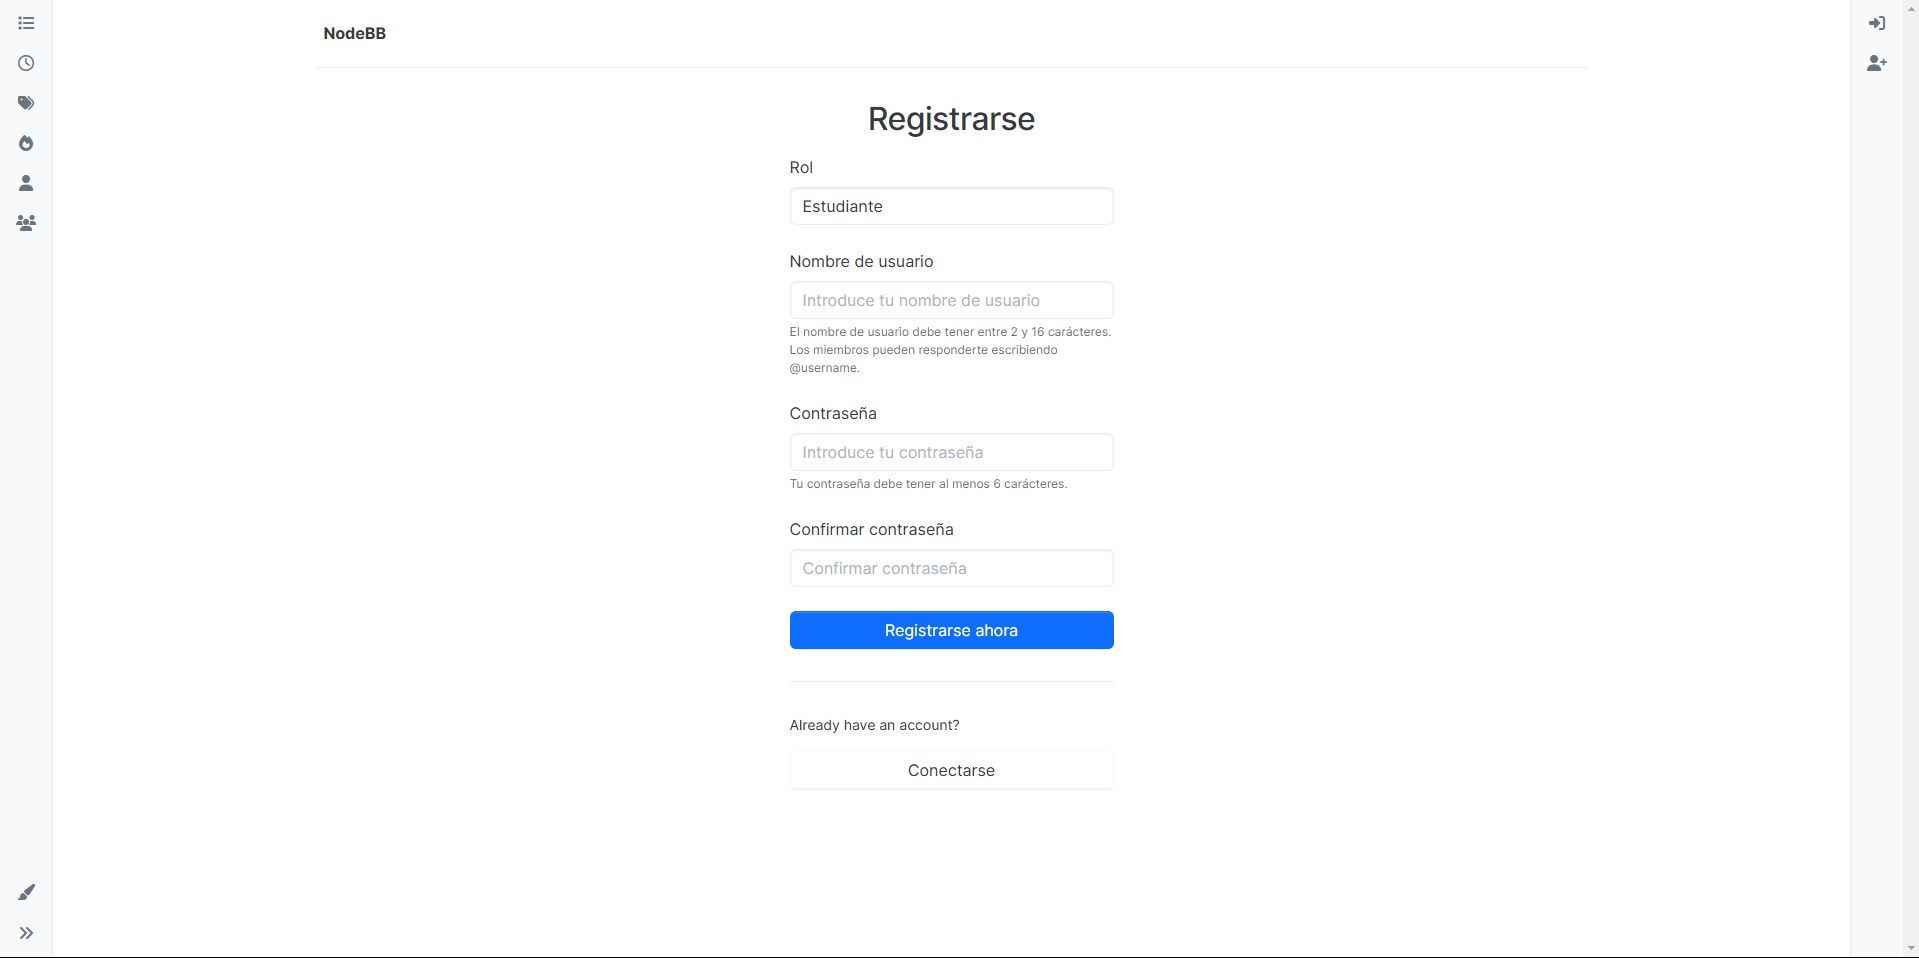 NodeBB
Registrarse
Rol
Estudiante
Nombre de usuario
Introduce tu nombre de usuario
El nombre de usuario debe tener entre 2 y 16 carácteres.
Los miembros pueden responderte escribiendo
@username.
Contraseña
Introduce tu contraseña
Tu contraseña debe tener al menos 6 carácteres.
Confirmar contraseña
Confirmar contraseña
Registrarse ahora
Already have an account?
Conectarse